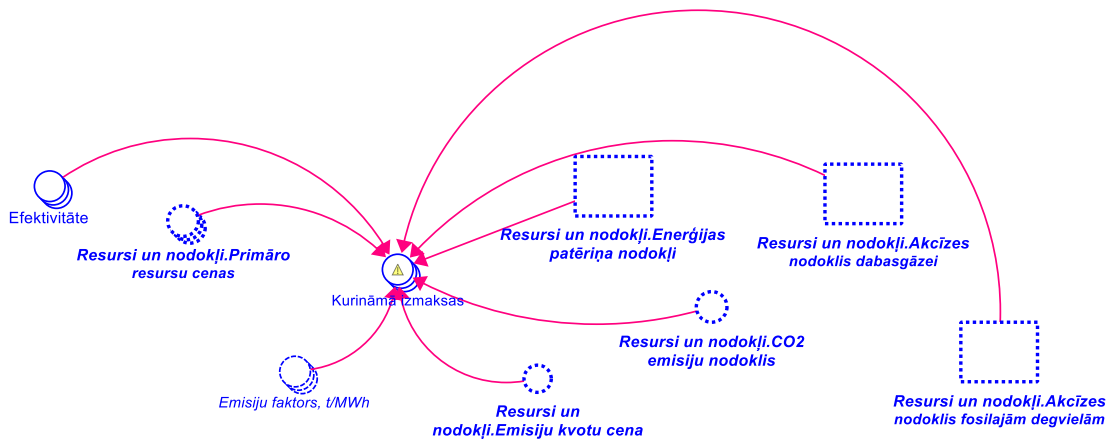 Efektivitāte
Resursi un nodokļi.Primāro
resursu cenas
Resursi un nodokļi.Enerģijas
patēriņa nodokļi
Resursi un nodokļi.Akcīzes
nodoklis dabasgāzei
Kurināmā izmaksas
Resursi un nodokļi.CO2
emisiju nodoklis
Emisiju faktors, t/MWh
Resursi un
nodokļi.Emisiju kvotu cena
Resursi un nodokļi.Akcīzes
nodoklis fosilajām degvielām